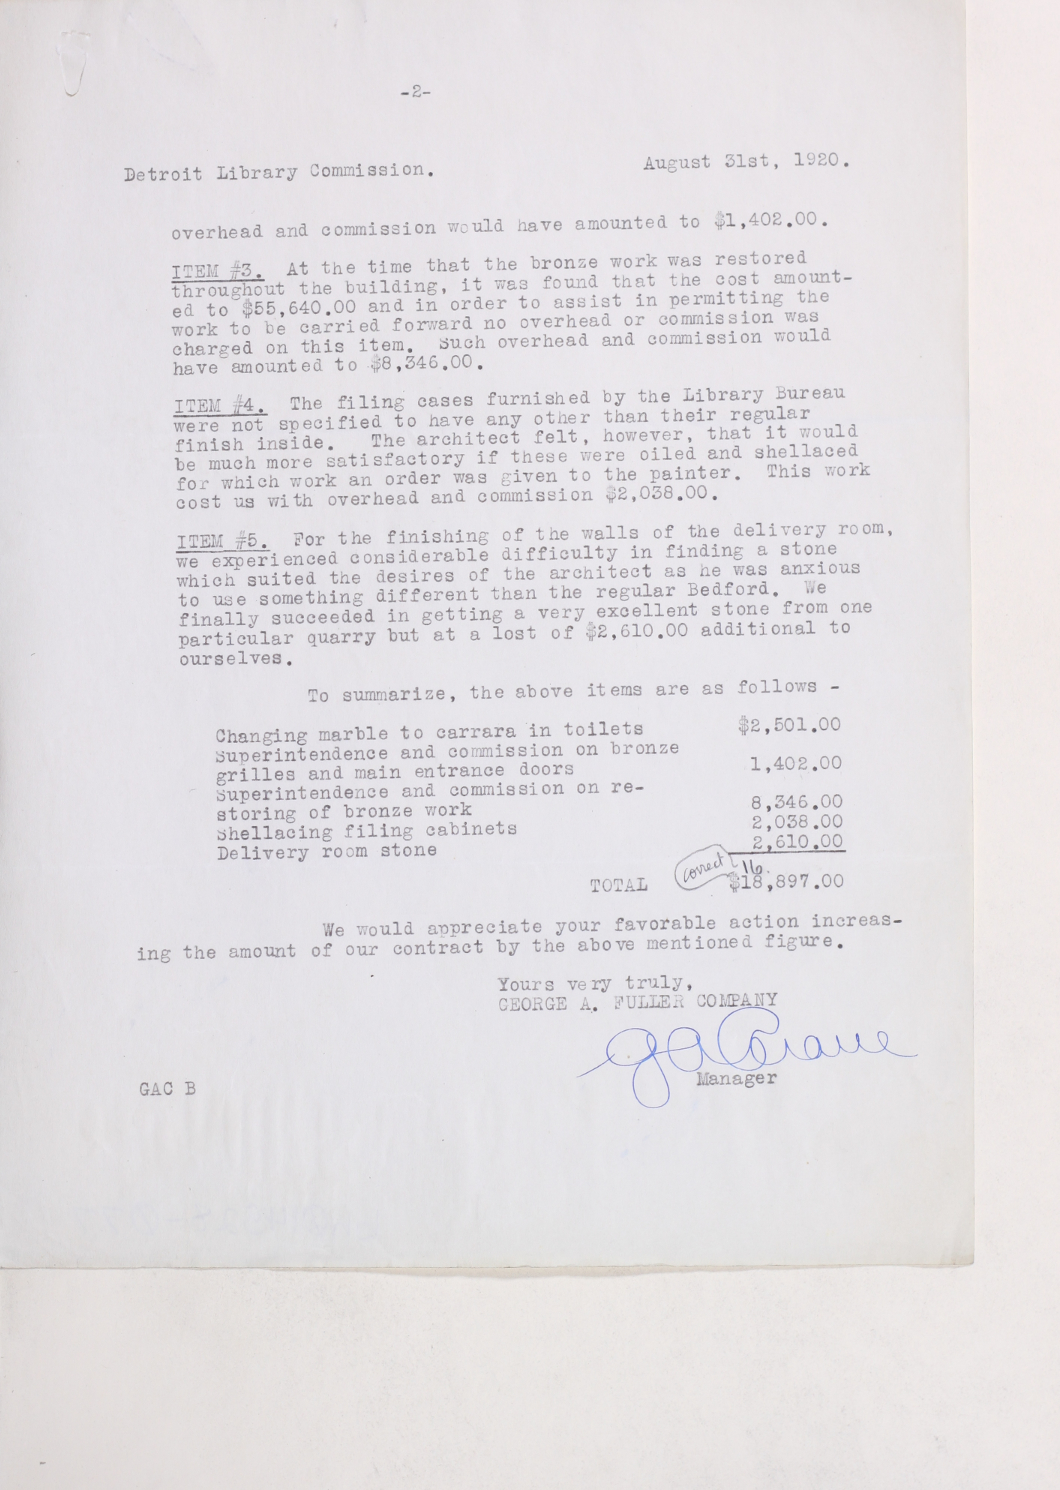 -2-
Detroit Library Commission. August 31st, 1920.
overhead and commission would have amounted to $1,402.00.
ITEM #3. At the time that the bronze work was restored
throughout the building, it was found that the cost amount-
ed to $55,640.00 and in order to assist in permitting the
work to be carried forward no overhead or commission was
charged on this item. Such overhead and commission would
have amounted to $8,346.00.
ITEM #4. The filing cases furnished by the Library Bureau
were not specified to have any other than their regular
finish inside. The architect felt, however, that it would
be much more satisfactory if these were oiled and shellaced
for which work an order was given to the painter. This work
cost us with overhead and commission $2,038.00.
ITEM #5. For the finishing of the walls of the delivery room,
we experienced considerable difficulty in finding a stone
which suited the desires of the architect as he was anxious
to use something different than the regular Bedford. We
finally succeeded in getting a very excellent stone from one
particular quarry but at a lost of $2,610.00 additional to
ourselves.
To summarize, the above items are as follows -
Changing marble to carrara in toilets $2,501.00
Superintendence and commission on bronze
grilles and main entrance doors 1,402.00
Superintendence and commission on re-
storing of bronze work 8,346.00
Shellacing filing cabinets 2,038.00
Delivery room stone 2,610.00
correct 16
TOTAL $18,897.00
We would appreciate your favorable action increas-
ing the amount of our contract by the above mentioned figure.
Yours very truly,
GEORGE A. FULLER COMPANY
G A Crane
Manager
GAC B